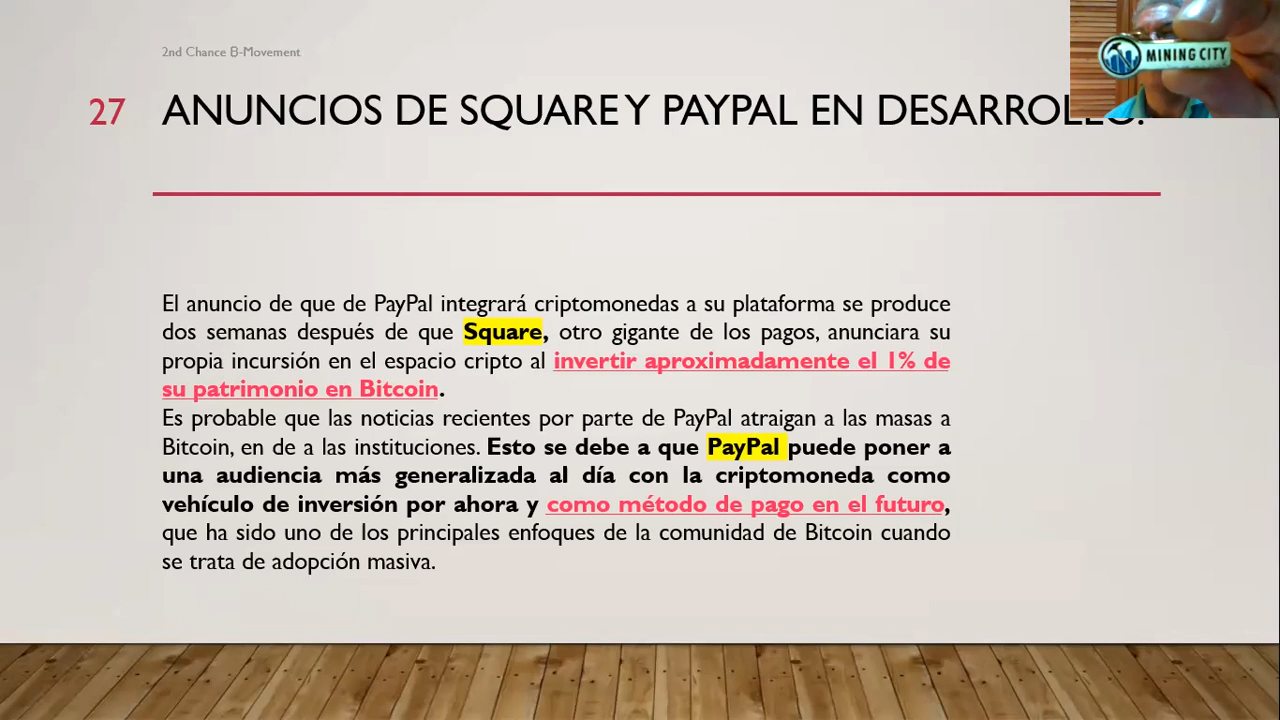 2nd Chance B-Movement
MINING CITY
27
ANUNCIOS DE SQUARE Y PAYPAL EN DESARROLLO.
El anuncio de que de PayPal integrará criptomonedas a su plataforma se produce
dos semanas después de que Square, otro gigante de los pagos, anunciara su
propia incursión en el espacio cripto al invertir aproximadamente el 1% de
su patrimonio en Bitcoin.
Es probable que las noticias recientes por parte de PayPal atraigan a las masas a
Bitcoin, en de a las instituciones. Esto se debe a que PayPal puede poner a
una audiencia más generalizada al día con la criptomoneda como
vehículo de inversión por ahora y como método de pago en el futuro,
que ha sido uno de los principales enfoques de la comunidad de Bitcoin cuando
se trata de adopción masiva.